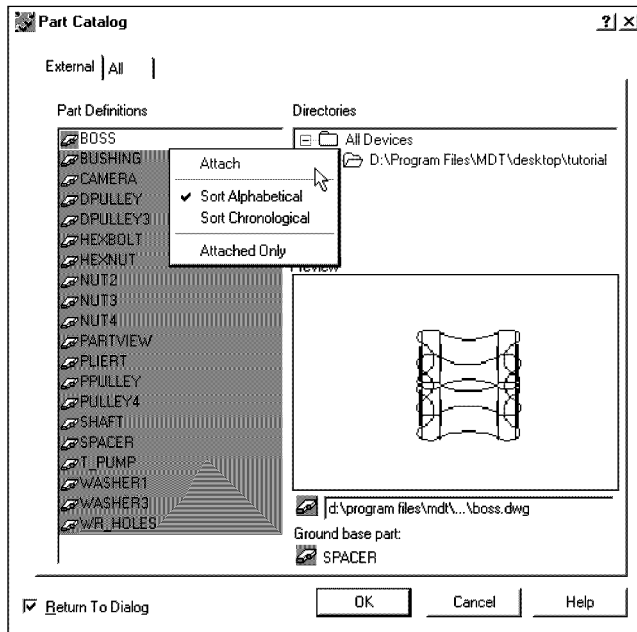 Part Catalog
External All
Part Definitions
BOSS
BUSHING
CAMERA
DPULLEY
DPULLEY3
HEXBOLT
HEXNUT
NUT2
NUT3
NUT4
PARTVIEW
PLIERT
PPULLEY
PULLEY4
SHAFT
SPACER
T_PUMP
WASHER1
WASHER3
WR_HOLES
Attach
Sort Alphabetical
Sort Chronological
Attached Only
Directories
All Devices
D:\Program Files\MDT\desktop\tutorial
Preview
d:\program files\mdt\...\boss.dwg
Ground base part:
SPACER
Return To Dialog
OK Cancel Help